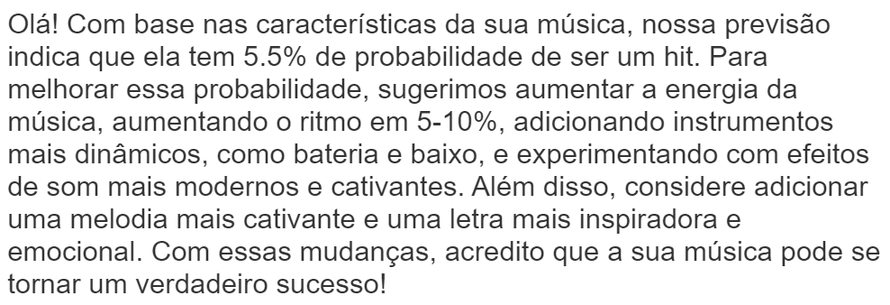 Olá! Com base nas características da sua música, nossa previsão
indica que ela tem 5.5% de probabilidade de ser um hit. Para
melhorar essa probabilidade, sugerimos aumentar a energia da
música, aumentando o ritmo em 5-10%, adicionando instrumentos
mais dinâmicos, como bateria e baixo, e experimentando com efeitos
de som mais modernos e cativantes. Além disso, considere adicionar
uma melodia mais cativante e uma letra mais inspiradora e
emocional. Com essas mudanças, acredito que a sua música pode se
tornar um verdadeiro sucesso!